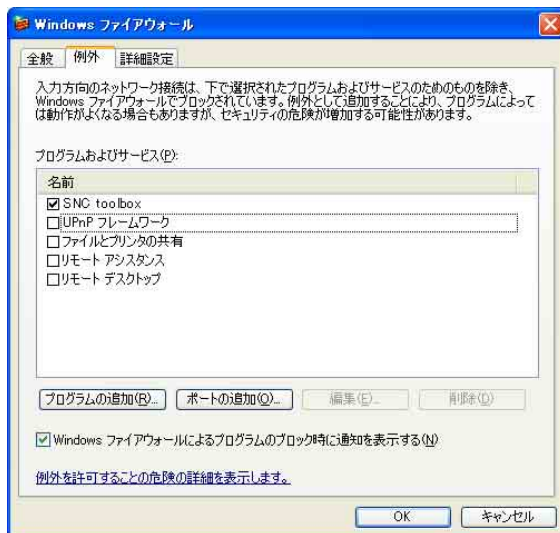 Windows ファイアウォール
全般 例外 詳細設定
入力方向のネットワーク接続は、下で選択されたプログラムおよびサービスのためのものを除き、
Windows ファイアウォールでブロックされています。例外として追加することにより、プログラムによって
は動作がよくなる場合もありますが、セキュリティの危険が増加する可能性があります。
プログラムおよびサービス(P):
名前
SNC toolbox
UPnP フレームワーク
ファイルとプリンタの共有
リモート アシスタンス
リモート デスクトップ
プログラムの追加(R)... ポートの追加(O)... 編集(E)... 削除(D)
Windows ファイアウォールによるプログラムのブロック時に通知を表示する(N)
例外を許可することの危険の詳細を表示します。
OK キャンセル